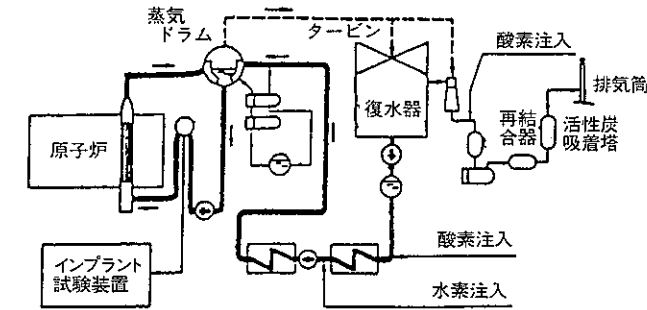 蒸気
ドラム
タービン
酸素注入
排気筒
復水器
再結
合器
活性炭
吸着塔
原子炉
インプラント
試験装置
酸素注入
水素注入